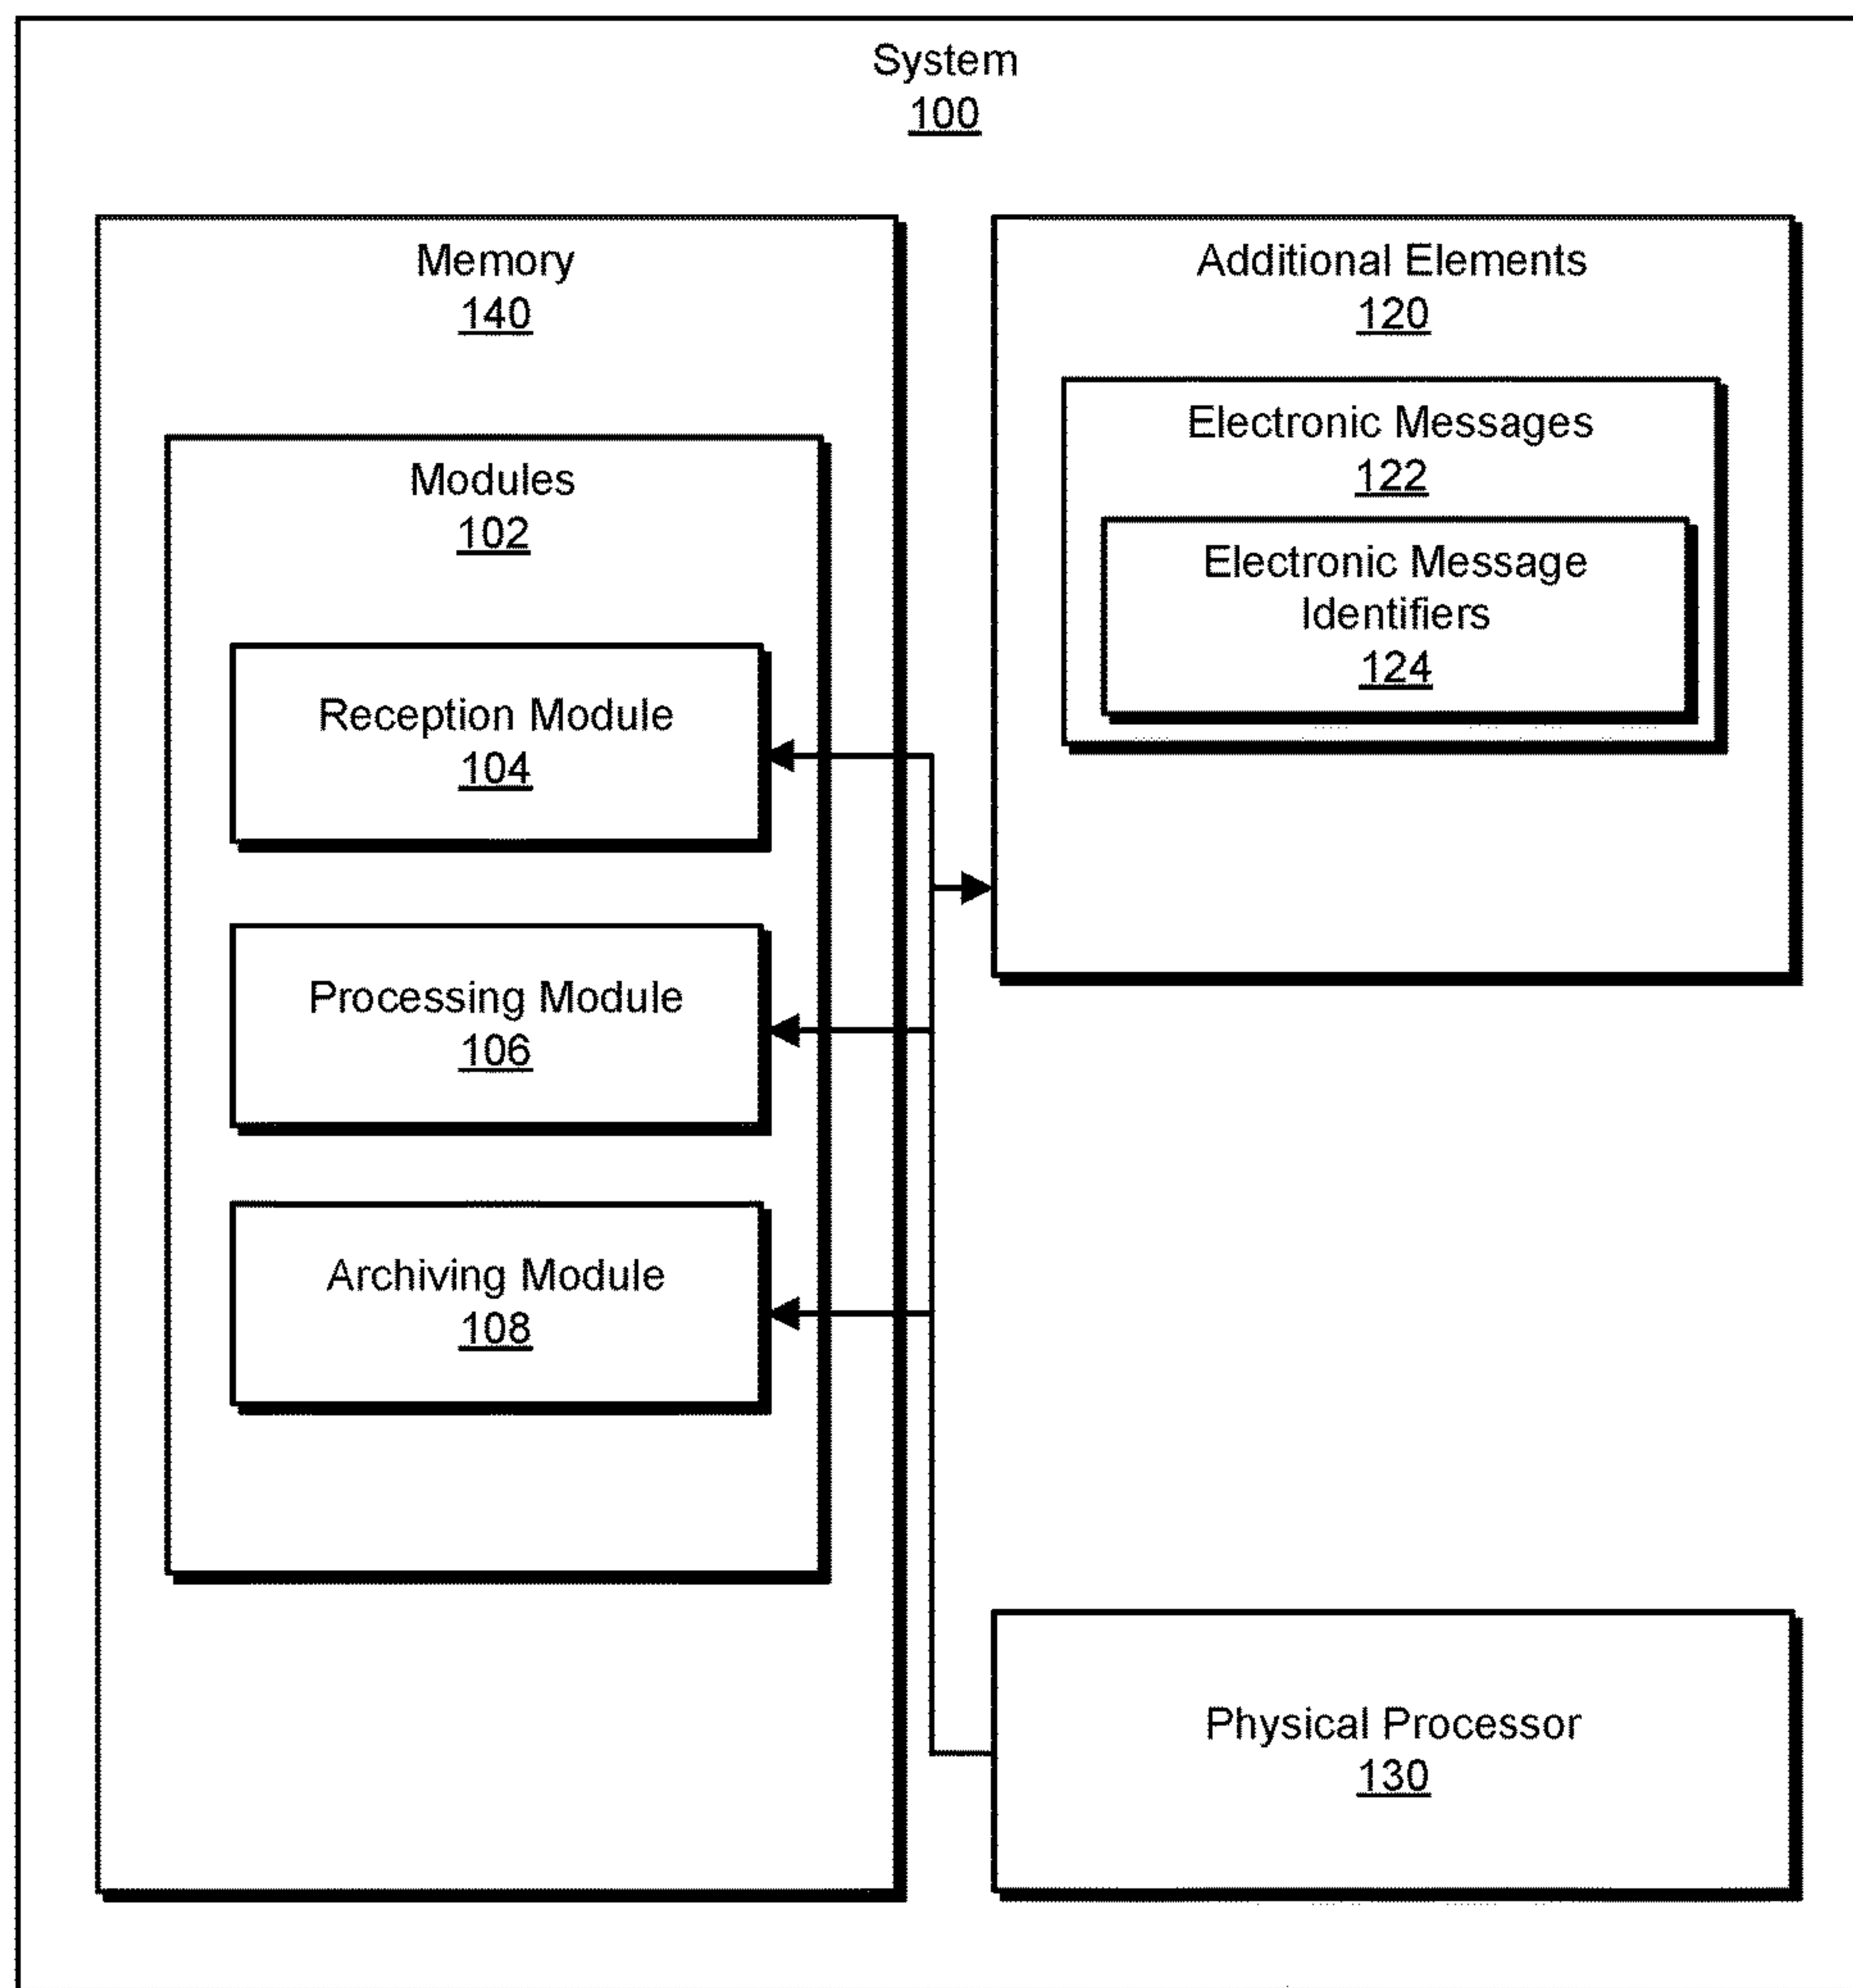 System
100
Memory
140
Modules
102
Reception Module
104
Processing Module
106
Archiving Module
108
Additional Elements
120
Electronic Messages
122
Electronic Message
Identifiers
124
Physical Processor
130